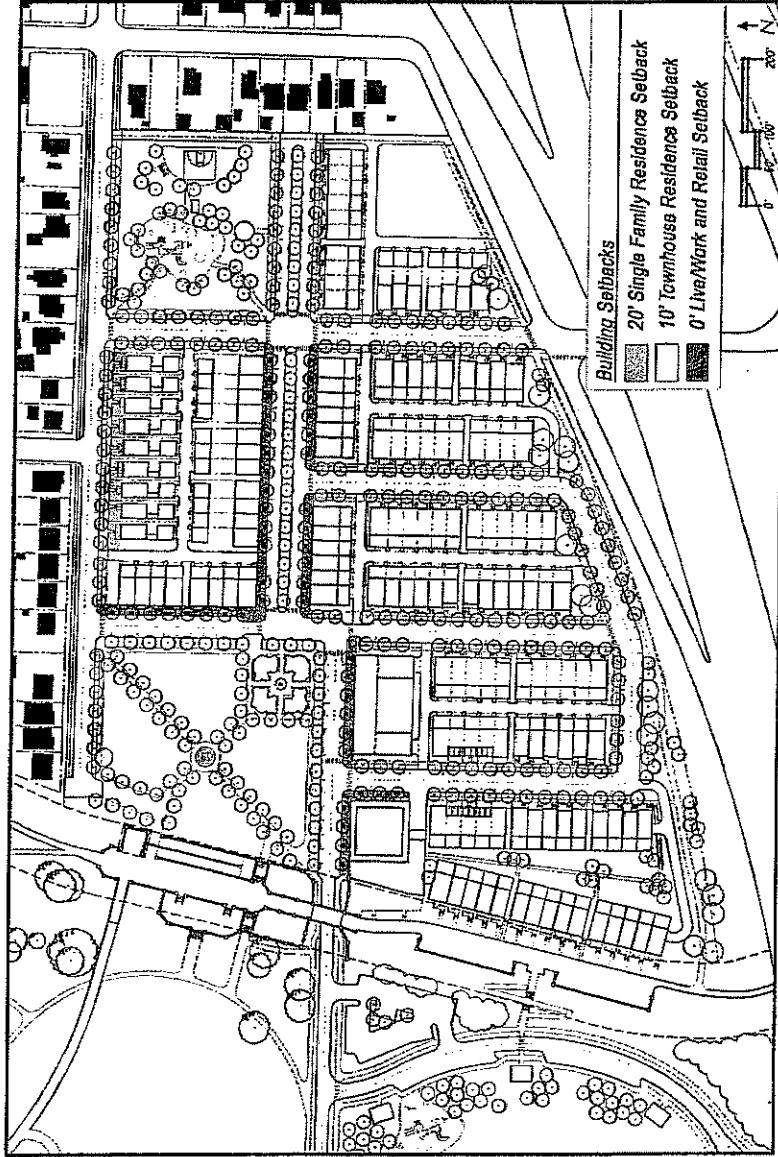 Building Setbacks
20' Single Family Residence Setback
10' Townhouse Residence Setback
0' Live/Work and Retail Setback
0' 100' 200'
N